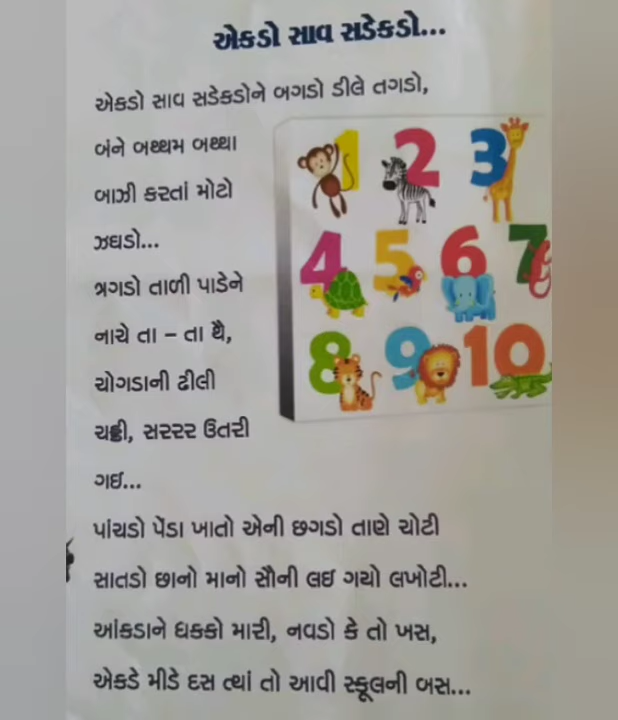 એકડો સાવ સડેકડો...
એકડો સાવ સડેકડોને બગડો ડીલે તગડો,
બંને બથ્થમ બથ્થા
બાઝી કરતાં મોટો
ઝઘડો...
ત્રગડો તાળી પાડેને
નાચે તા – તા થૈ,
ચોગડાની ઢીલી
ચડ્ડી, સરરર ઉતરી
ગઈ...
1 2 3
4 5 6 7
8 9 10
પાંચડો પેંડા ખાતો એની છગડો તાણે ચોટી
સાતડો છાનો માનો સૌની લઇ ગયો લખોટી...
આંકડાને ધક્કો મારી, નવડો કે તો ખસ,
એકડે મીડે દસ ત્થાં તો આવી સ્કૂલની બસ...